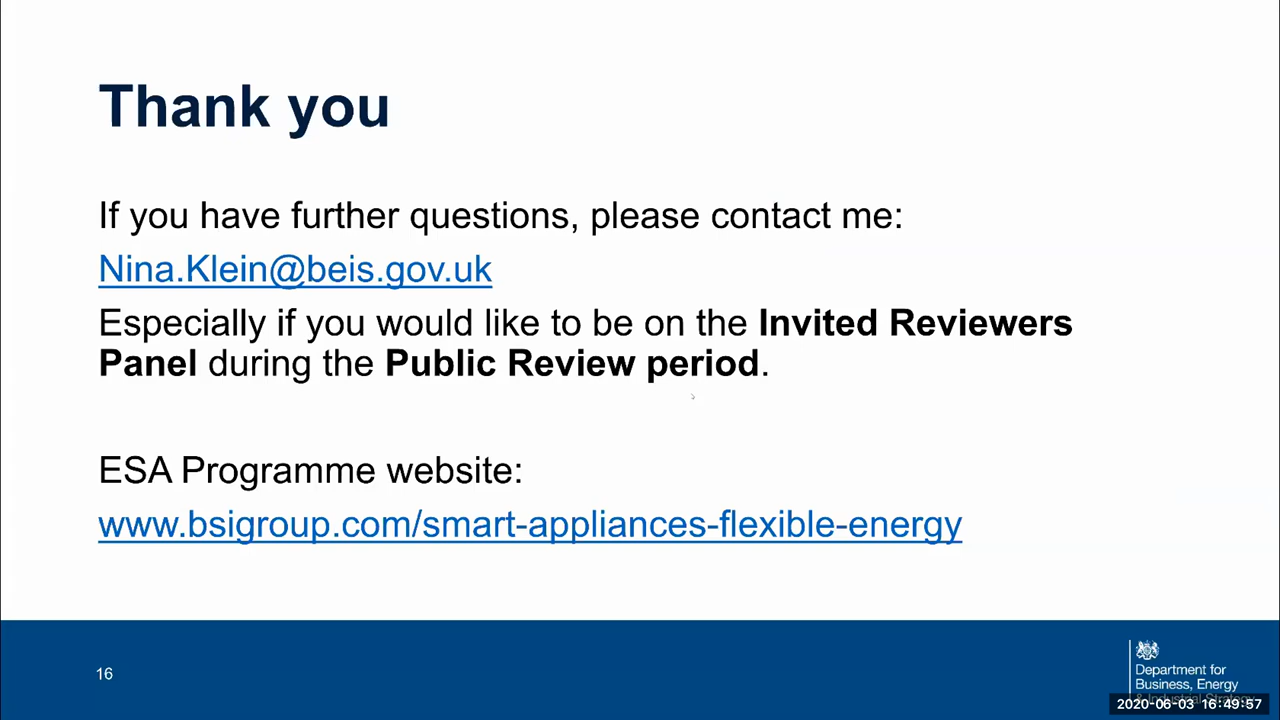 Thank you
If you have further questions, please contact me:
Nina.Klein@beis.gov.uk
Especially if you would like to be on the Invited Reviewers
Panel during the Public Review period.
ESA Programme website:
www.bsigroup.com/smart-appliances-flexible-energy
16
Department for
Business, Energy
& Industrial Strategy
2020-06-03 16:49:57